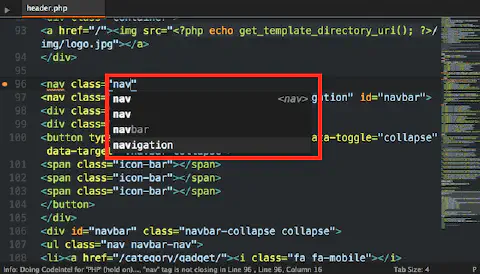 header.php
<div class="container">
93 <a href="/"><img src="<?php echo get_template_directory_uri(); ?>/
img/logo.jpg"></a>
94 </div>
95
96 <nav class="nav"
97 <nav igation" id="navbar">
98 <div
99 <div
100 <button typ ata-toggle="collapse"
data-target=
101 <span class="icon-bar"></span>
102 <span class="icon-bar"></span>
103 <span class="icon-bar"></span>
104 </button>
105 </div>
106 <div id="navbar" class="navbar-collapse collapse">
107 <ul class="nav navbar-nav">
108 <li><a href="/category/gadget/"><i class="fa fa-mobile"></i>
nav <nav>
nav
navbar
navigation
info: Doing CodeIntel for "PHP" (hold on)..., "nav" tag is not closing in Line 96 , Line 96, Column 16 Tab Size: 4 P